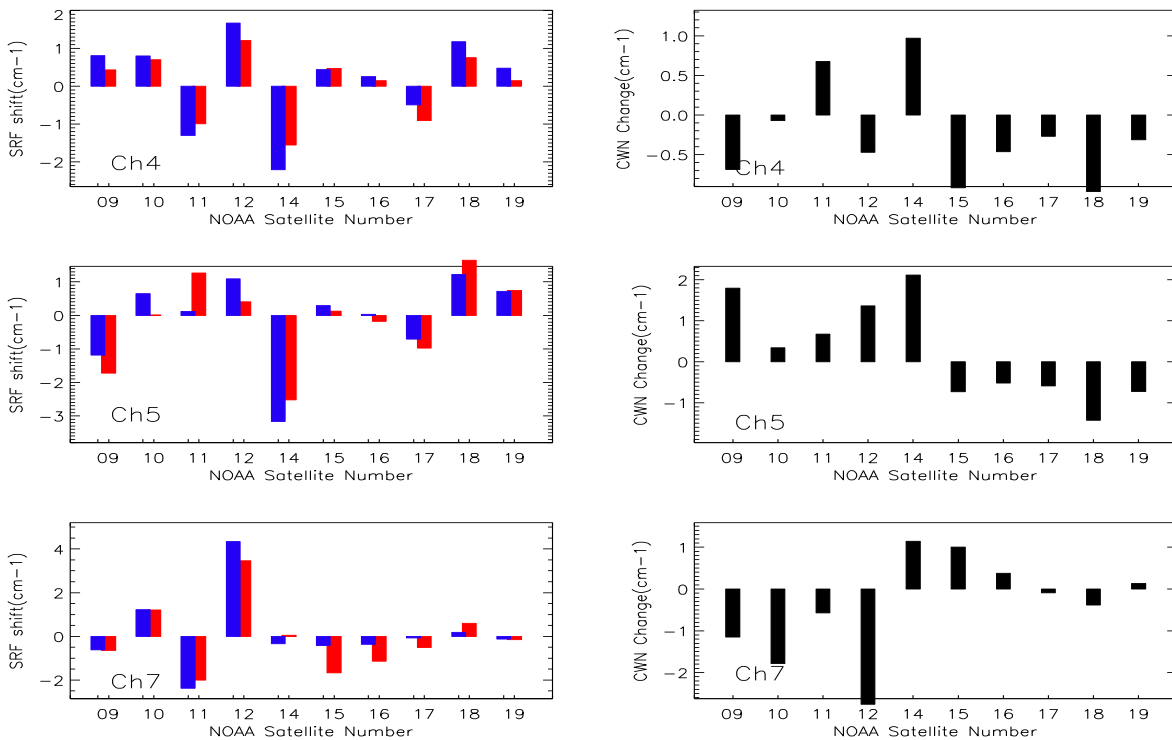 SRF shift(cm-1)
2
1
0
−1
−2
Ch4
09 10 11 12 14 15 16 17 18 19
NOAA Satellite Number
CWN Change(cm-1)
1.0
0.5
0.0
−0.5
Ch4
09 10 11 12 14 15 16 17 18 19
NOAA Satellite Number
SRF shift(cm-1)
1
0
−1
−2
−3
Ch5
09 10 11 12 14 15 16 17 18 19
NOAA Satellite Number
CWN Change(cm-1)
2
1
0
−1
Ch5
09 10 11 12 14 15 16 17 18 19
NOAA Satellite Number
SRF shift(cm-1)
4
2
0
−2
Ch7
09 10 11 12 14 15 16 17 18 19
NOAA Satellite Number
CWN Change(cm-1)
1
0
−1
−2
Ch7
09 10 11 12 14 15 16 17 18 19
NOAA Satellite Number